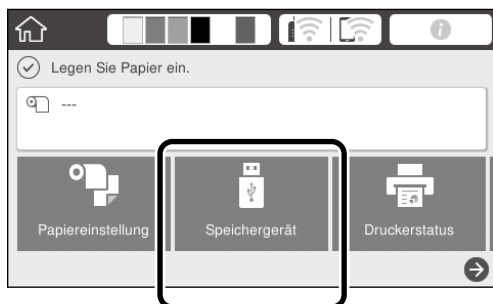 Legen Sie Papier ein.
---
Papiereinstellung
Speichergerät
Druckerstatus